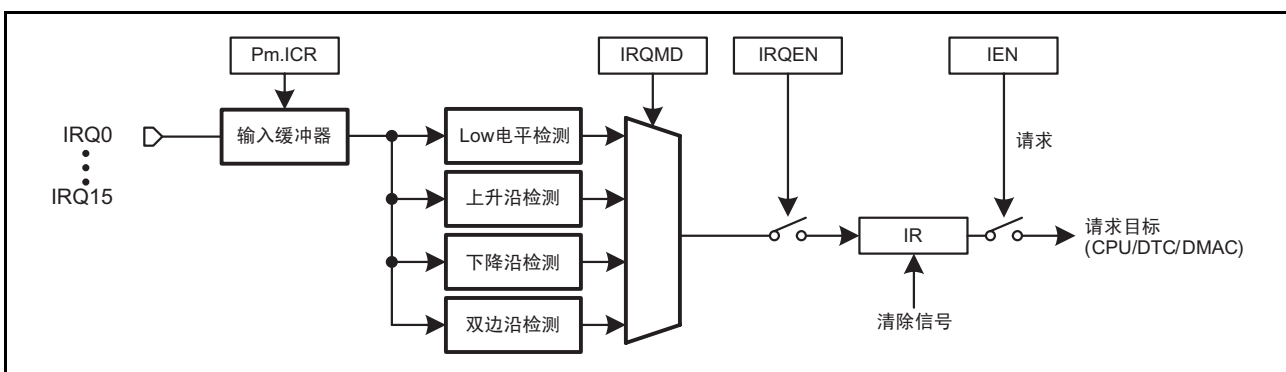 Pm.ICR
IRQMD
IRQEN
IEN
IRQ0
IRQ15
输入缓冲器
Low电平检测
上升沿检测
下降沿检测
双边沿检测
IR
清除信号
请求
请求目标
(CPU/DTC/DMAC)